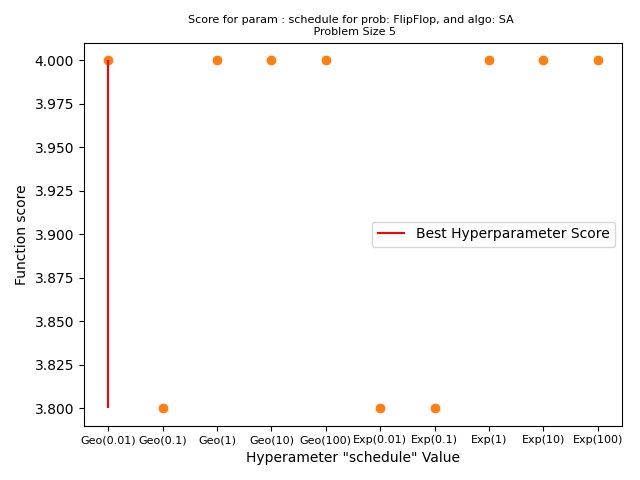 Score for param : schedule for prob: FlipFlop, and algo: SA
Problem Size 5
4.000
3.975
3.950
3.925
3.900
3.875
3.850
3.825
3.800
Function score
Best Hyperparameter Score
Geo(0.01) Geo(0.1) Geo(1) Geo(10) Geo(100) Exp(0.01) Exp(0.1) Exp(1) Exp(10) Exp(100)
Hyperameter "schedule" Value